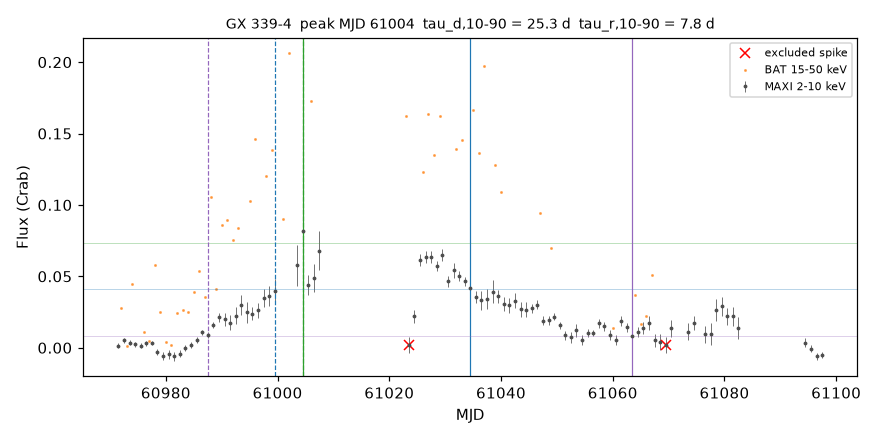 GX 339-4 peak MJD 61004 tau_d,10-90 = 25.3 d tau_r,10-90 = 7.8 d
excluded spike
BAT 15-50 keV
MAXI 2-10 keV
Flux (Crab)
0.20
0.15
0.10
0.05
0.00
60980 61000 61020 61040 61060 61080 61100
MJD